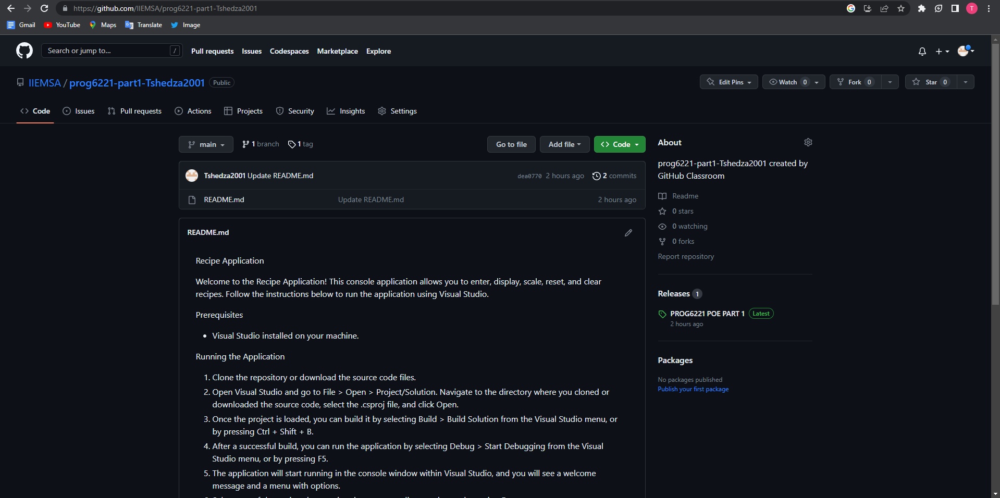 https://github.com/IIEMSA/prog6221-part1-Tshedza2001
T
Gmail YouTube Maps Translate Image
Search or jump to... / Pull requests Issues Codespaces Marketplace Explore
IIEMSA / prog6221-part1-Tshedza2001 Public
Edit Pins Watch 0 Fork 0 Star 0
Code Issues Pull requests Actions Projects Security Insights Settings
main 1 branch 1 tag Go to file Add file Code
Tshedza2001 Update README.md dea0770 2 hours ago 2 commits
README.md Update README.md 2 hours ago
README.md
Recipe Application
Welcome to the Recipe Application! This console application allows you to enter, display, scale, reset, and clear
recipes. Follow the instructions below to run the application using Visual Studio.
Prerequisites
• Visual Studio installed on your machine.
Running the Application
1. Clone the repository or download the source code files.
2. Open Visual Studio and go to File > Open > Project/Solution. Navigate to the directory where you cloned or
downloaded the source code, select the .csproj file, and click Open.
3. Once the project is loaded, you can build it by selecting Build > Build Solution from the Visual Studio menu, or
by pressing Ctrl + Shift + B.
4. After a successful build, you can run the application by selecting Debug > Start Debugging from the Visual
Studio menu, or by pressing F5.
5. The application will start running in the console window within Visual Studio, and you will see a welcome
message and a menu with options.
About
prog6221-part1-Tshedza2001 created by
GitHub Classroom
Readme
0 stars
0 watching
0 forks
Report repository
Releases 1
PROG6221 POE PART 1 Latest
2 hours ago
Packages
No packages published
Publish your first package